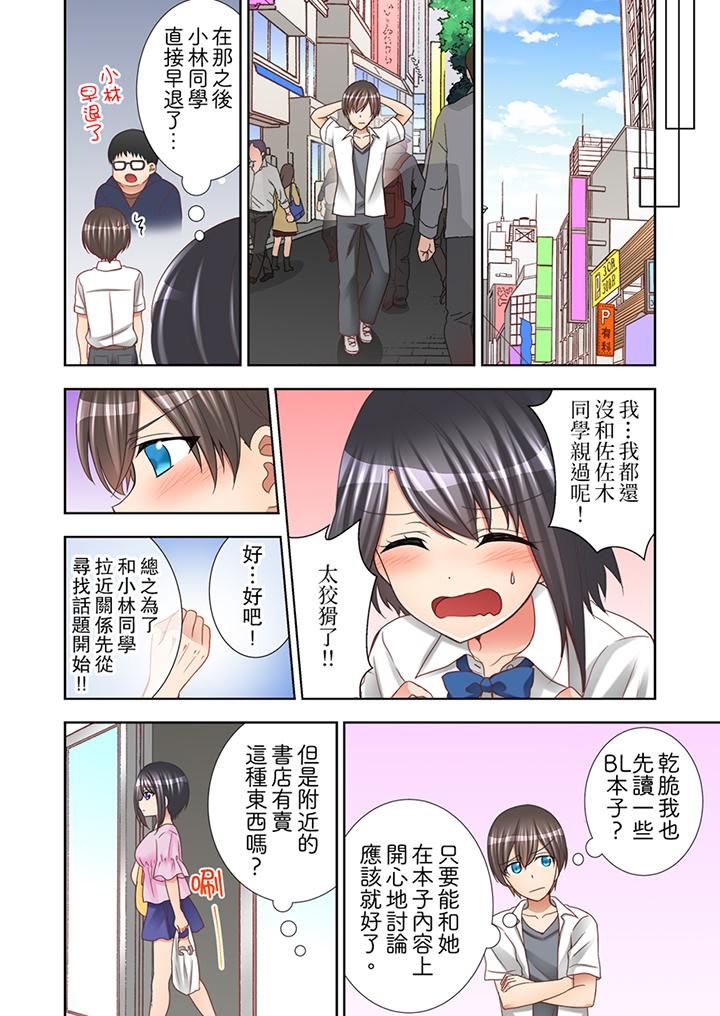 3COIN
300BAR
P
有料
在那之後
小林同學
直接早退了…
小林
早退了
我…我都還
沒和佐佐木
同學親過呢！
太狡猾了!!
好…好吧！
總之為了
和小林同學
拉近關係先從
尋找話題開始!!
乾脆我也
先讀一些
BL本子？
只要能和她
在本子內容上
開心地討論
應該就好了。
但是附近的
書店有賣
這種東西嗎？
唰